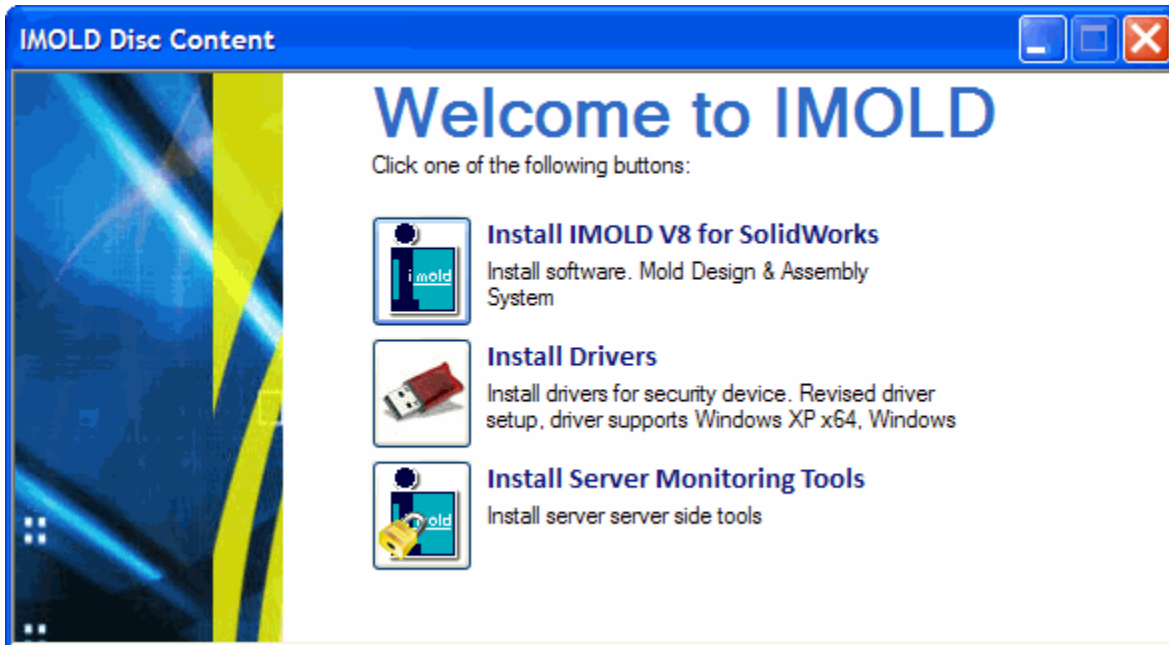 IMOLD Disc Content
Welcome to IMOLD
Click one of the following buttons:
imold
Install IMOLD V8 for SolidWorks
Install software. Mold Design & Assembly
System
Install Drivers
Install drivers for security device. Revised driver
setup, driver supports Windows XP x64, Windows
old
Install Server Monitoring Tools
Install server server side tools